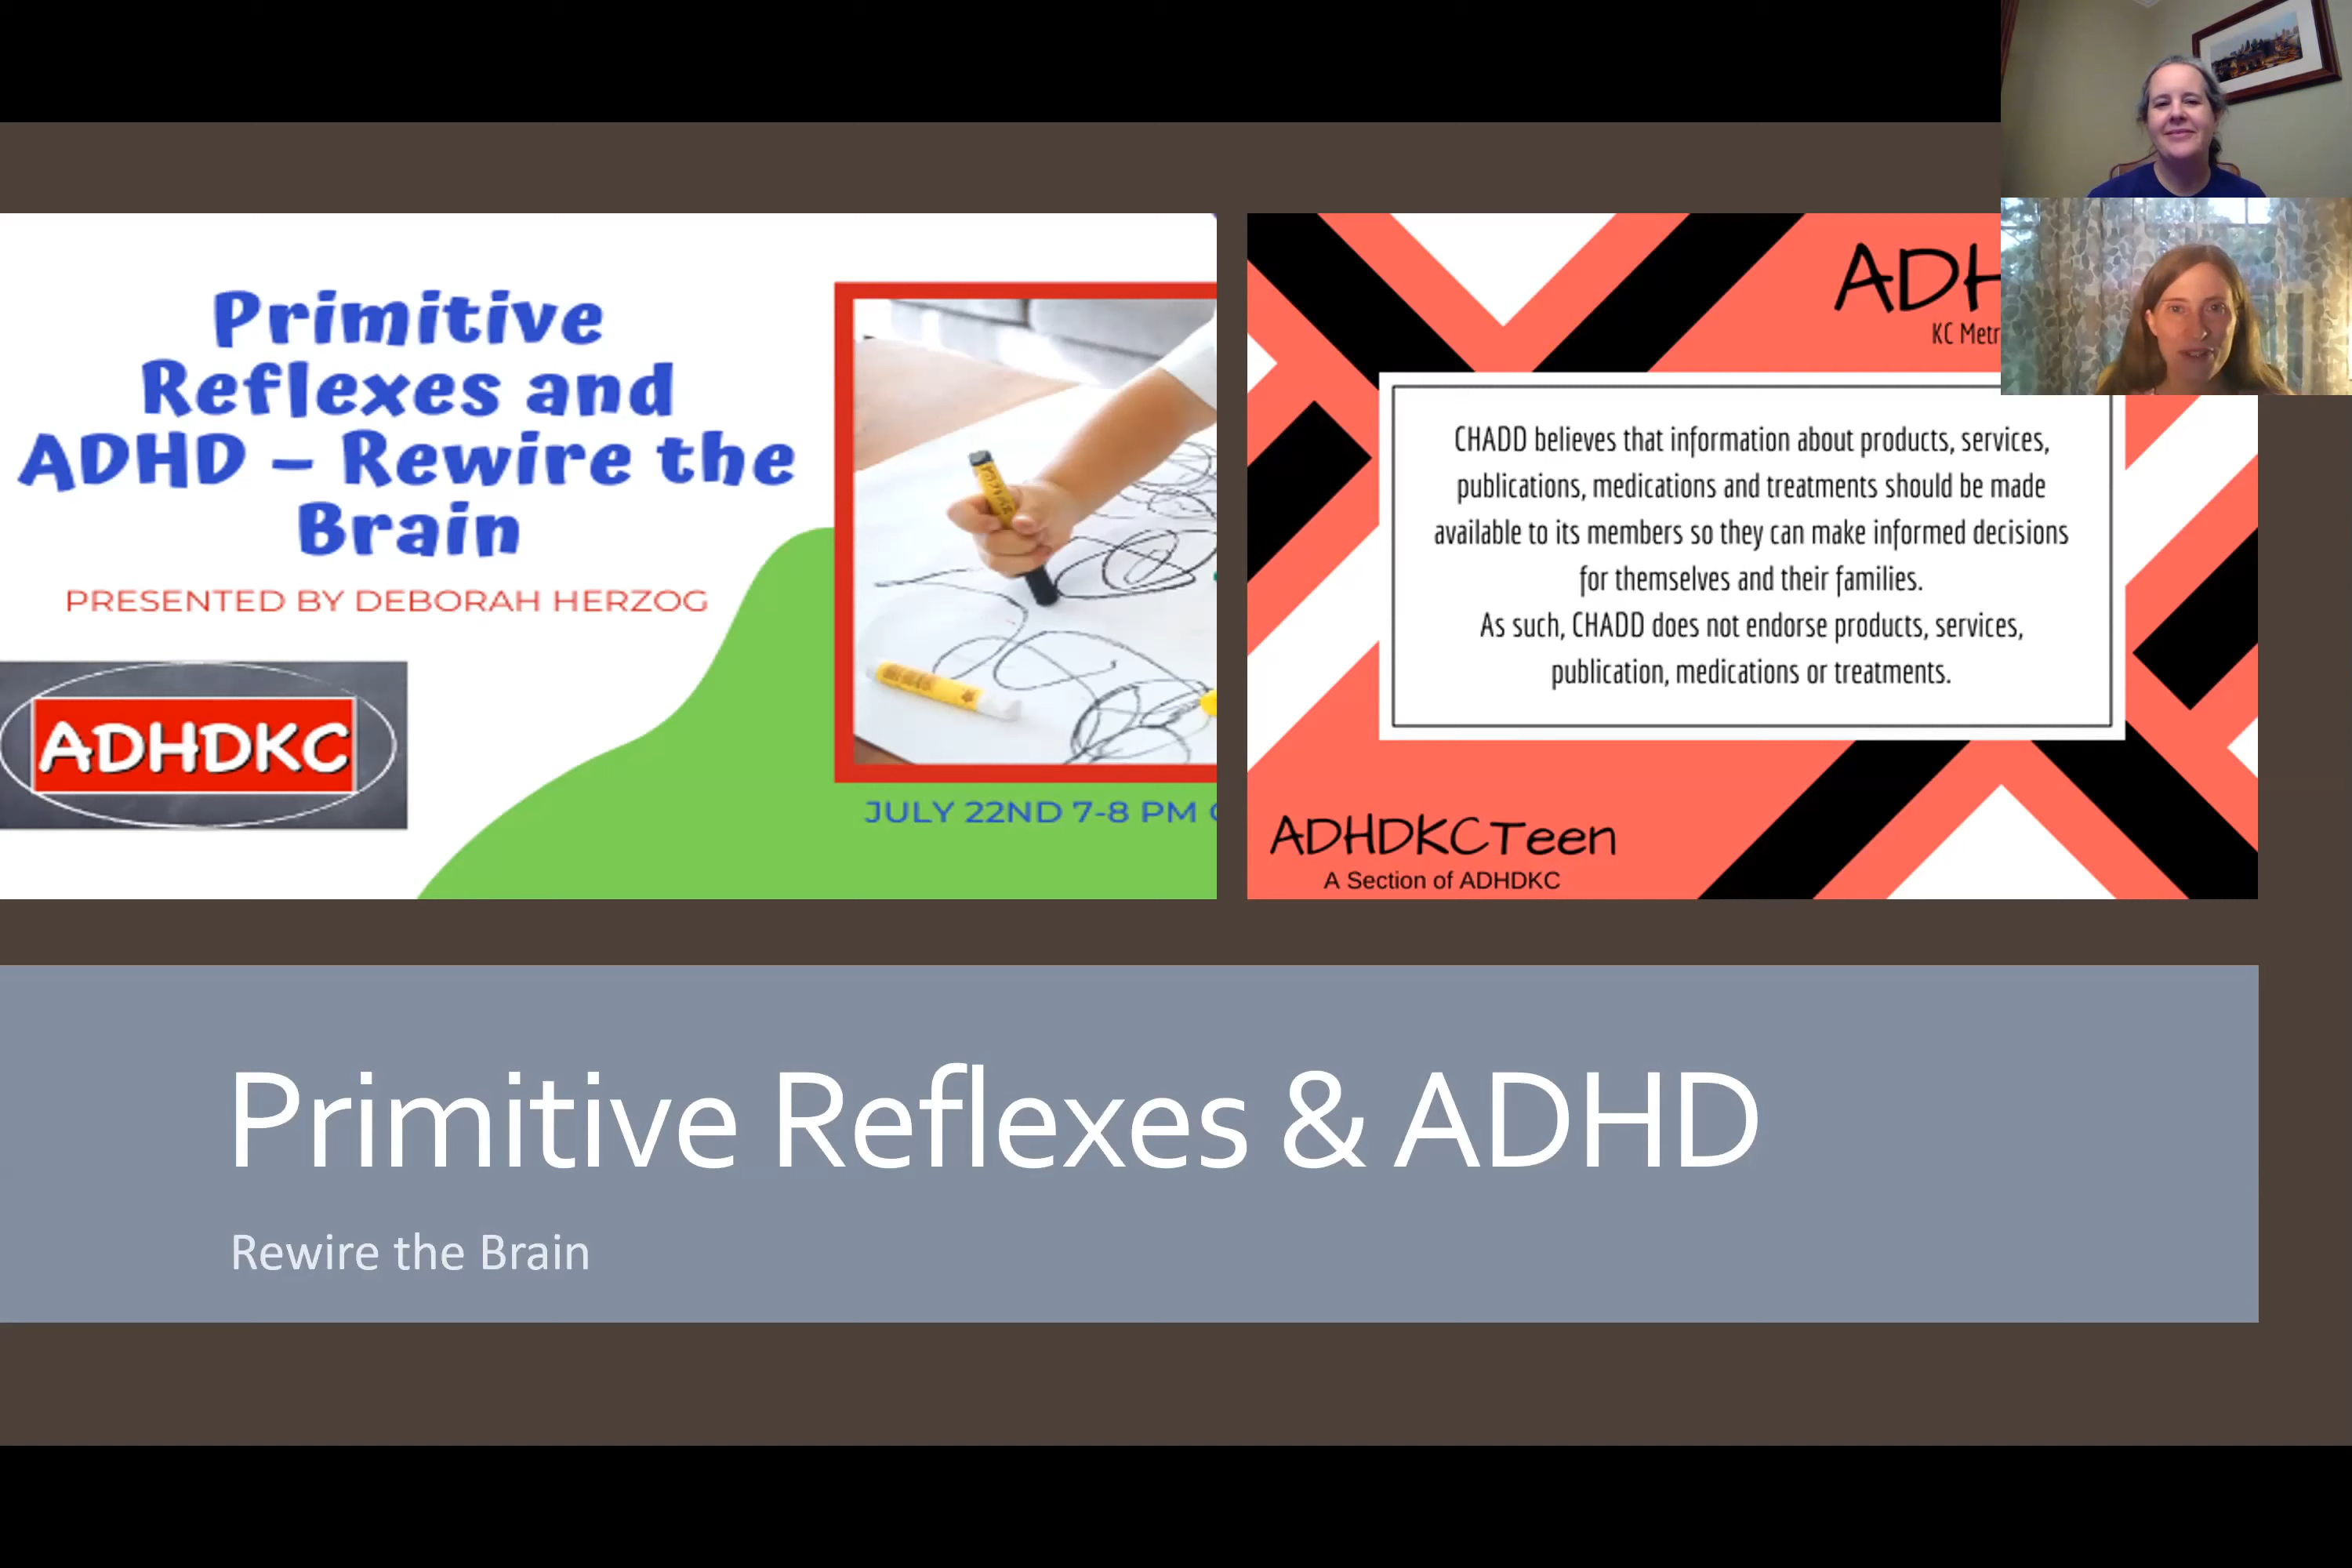 Primitive
Reflexes and
ADHD – Rewire the
Brain
PRESENTED BY DEBORAH HERZOG
ADHDKC
JULY 22ND 7-8 PM
KC
CHADD believes that information about products, services,
publications, medications and treatments should be made
available to its members so they can make informed decisions
for themselves and their families.
As such, CHADD does not endorse products, services,
publication, medications or treatments.
ADHDKCTeen
A Section of ADHDKC
Primitive Reflexes & ADHD
Rewire the Brain